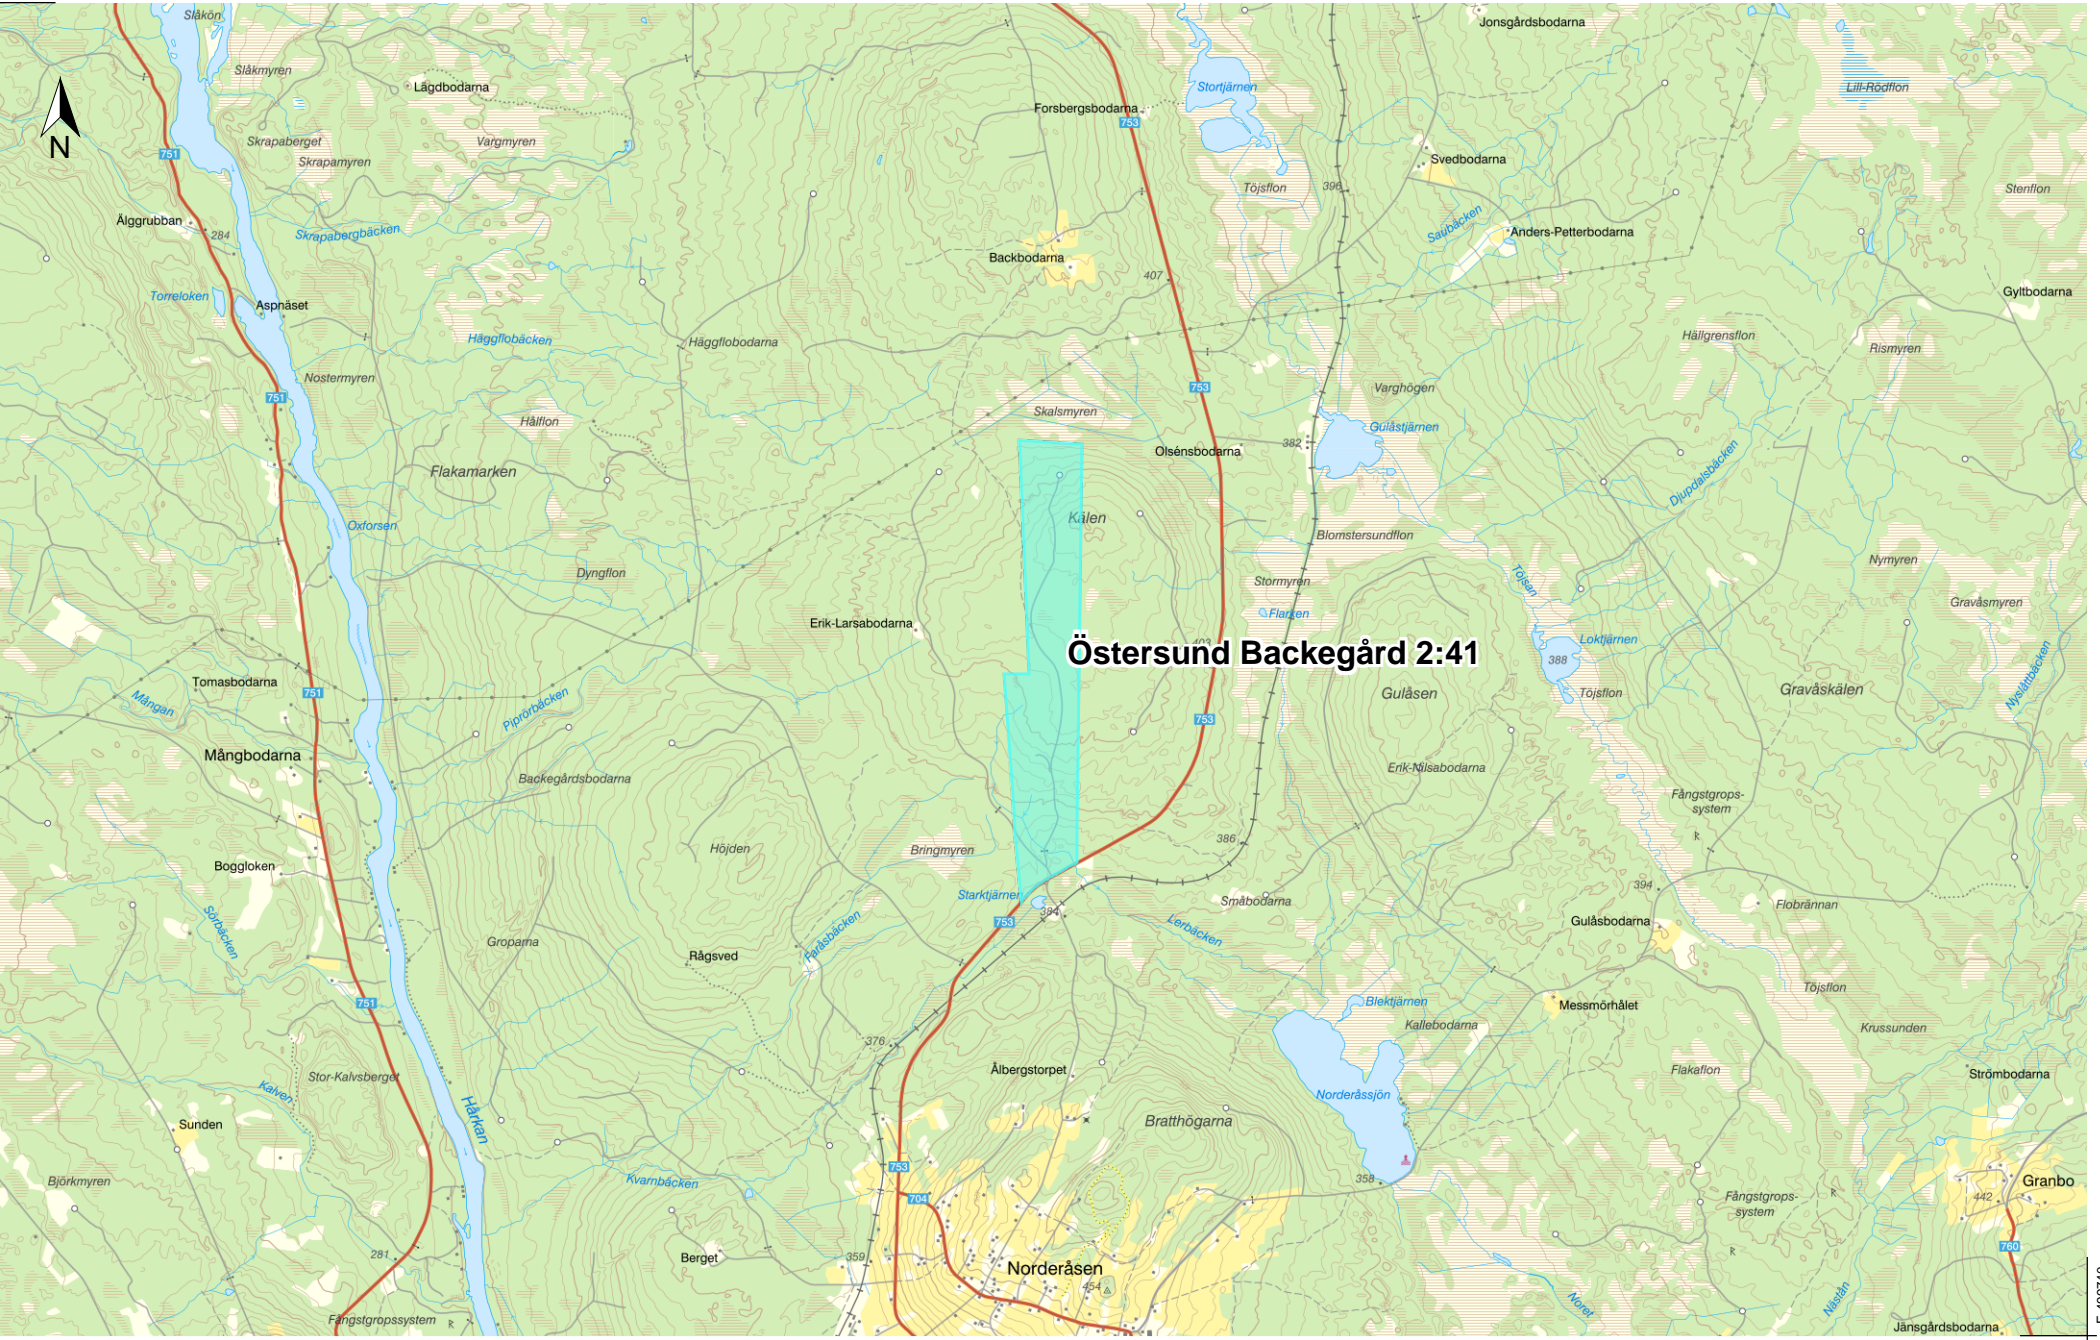 Slåkön
Jonsgårdsbodarna
Slåkmyren
Lägdbodarna
Stortjärnen
Lill-Rödflon
Forsbergsbodarna
753
N
Skrapaberget
Vargmyren
751
Skrapamyren
Svedbodarna
Töjsflon
396
Stenflon
Älggrubban
284
Skrapabergbäcken
Saubäcken
Anders-Petterbodarna
Backbodarna
407
Torreloken
Aspnäset
Gyltbodarna
Häggflobäcken
Häggflobodarna
Hällgrensflon
Rismyren
Nostermyren
751
753
Varghögen
Hålflon
Skalsmyren
Gulåstjärnen
Olsénsbodarna
382
Flakamarken
Djupdalsbäcken
Oxforsen
Kälen
Blomstersundflon
Nymyren
Dyngflon
Stormyren
Töjsan
Gravåsmyren
Flarken
Erik-Larsabodarna
403
Östersund Backegård 2:41
Loktjärnen
388
Nyslåttbäcken
Tomasbodarna
751
Mången
Piprörbäcken
Gulåsen
Töjsflon
Gravåskälen
753
Mångbodarna
Backegårdsbodarna
Erik-Nilsabodarna
Fångstgrops-
system
R
386
Höjden
Bringmyren
Boggloken
Starktjärnen
384
753
Småbodarna
394
Flobrännan
Sörbäcken
Gulåsbodarna
Groparna
Faråsbäcken
Lerbäcken
Rågsved
751
Blektjärnen
Messmörhålet
Töjsflon
Kallebodarna
Krussunden
376
Ålbergstorpet
Flakaflon
Strömbodarna
Stor-Kalvsberget
Kalven
Norderåssjön
Hårkan
Sunden
Bratthögarna
753
Björkmyren
Kvarnbäcken
358
704
Fångstgrops-
system
R
R
442
Granbo
281
Berget
359
760
Norderåsen
454
Noret
Nästån
Fångstgropssystem
R
Jänsgårdsbodarna